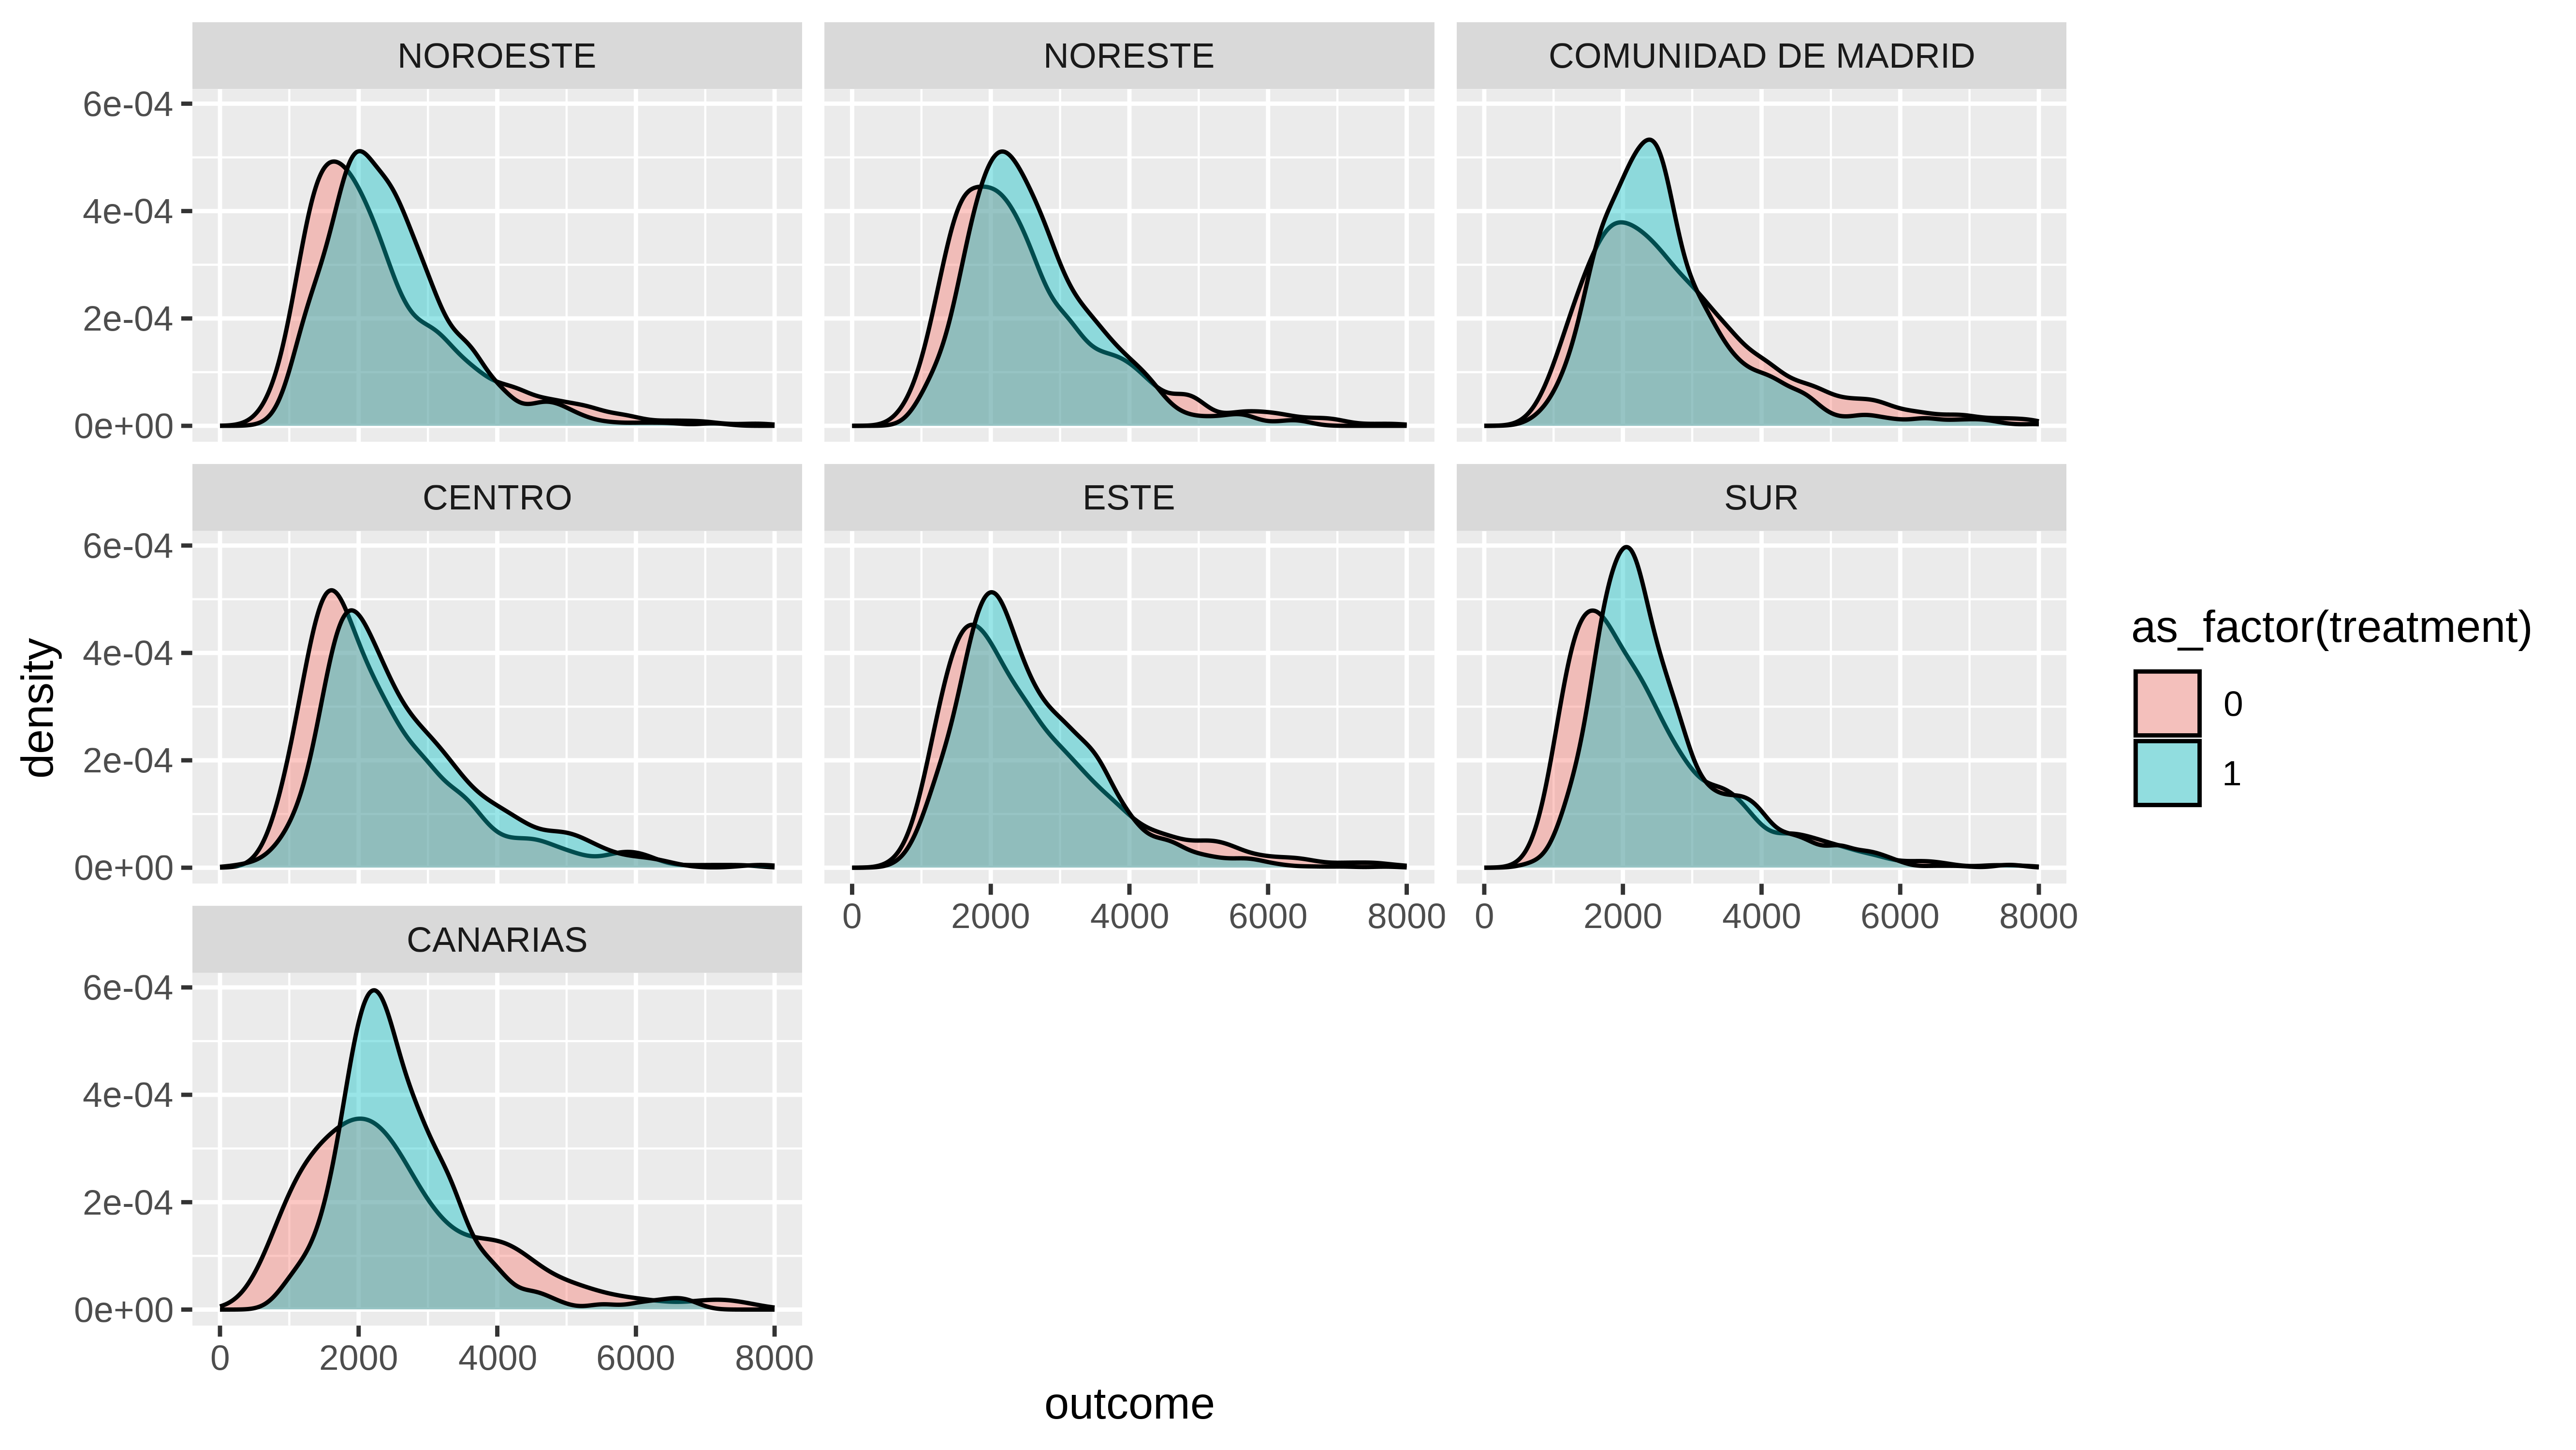 NOROESTE
NORESTE
COMUNIDAD DE MADRID
6e-04
4e-04
2e-04
0e+00
CENTRO
ESTE
SUR
6e-04
4e-04
2e-04
0e+00
0 2000 4000 6000 8000
0 2000 4000 6000 8000
CANARIAS
6e-04
4e-04
2e-04
0e+00
0 2000 4000 6000 8000
density
outcome
as_factor(treatment)
0
1